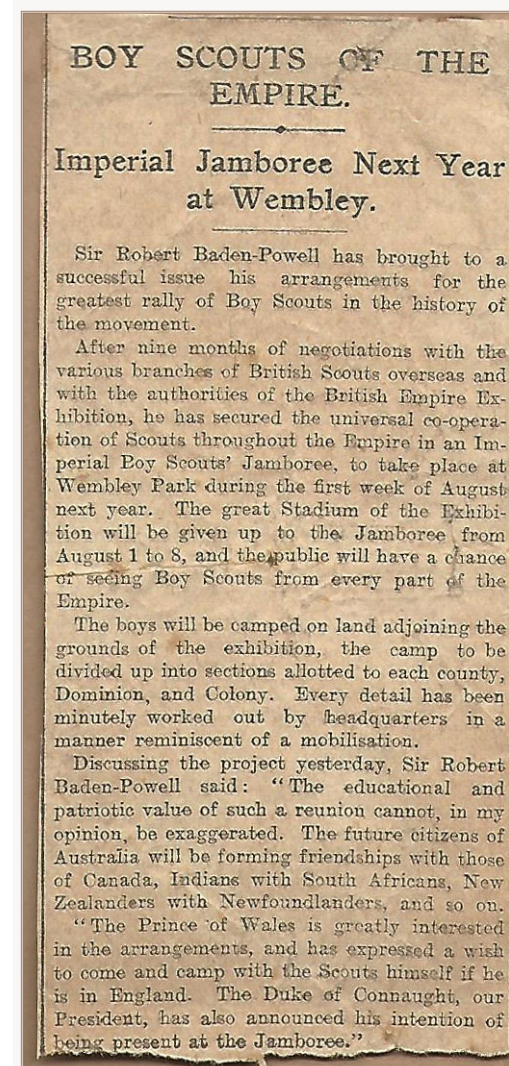 BOY SCOUTS OF THE
EMPIRE.
Imperial Jamboree Next Year
at Wembley.
Sir Robert Baden-Powell has brought to a
successful issue his arrangements for the
greatest rally of Boy Scouts in the history of
the movement.
After nine months of negotiations with the
various branches of British Scouts overseas and
with the authorities of the British Empire Ex-
hibition, he has secured the universal co-opera-
tion of Scouts throughout the Empire in an Im-
perial Boy Scouts' Jamboree, to take place at
Wembley Park during the first week of August
next year. The great Stadium of the Exhibi-
tion will be given up to the Jamboree from
August 1 to 8, and the public will have a chance
of seeing Boy Scouts from every part of the
Empire.
The boys will be camped on land adjoining the
grounds of the exhibition, the camp to be
divided up into sections allotted to each county,
Dominion, and Colony. Every detail has been
minutely worked out by headquarters in a
manner reminiscent of a mobilisation.
Discussing the project yesterday, Sir Robert
Baden-Powell said: "The educational and
patriotic value of such a reunion cannot, in my
opinion, be exaggerated. The future citizens of
Australia will be forming friendships with those
of Canada, Indians with South Africans, New
Zealanders with Newfoundlanders, and so on.
"The Prince of Wales is greatly interested
in the arrangements, and has expressed a wish
to come and camp with the Scouts himself if he
is in England. The Duke of Connaught, our
President, has also announced his intention of
being present at the Jamboree."